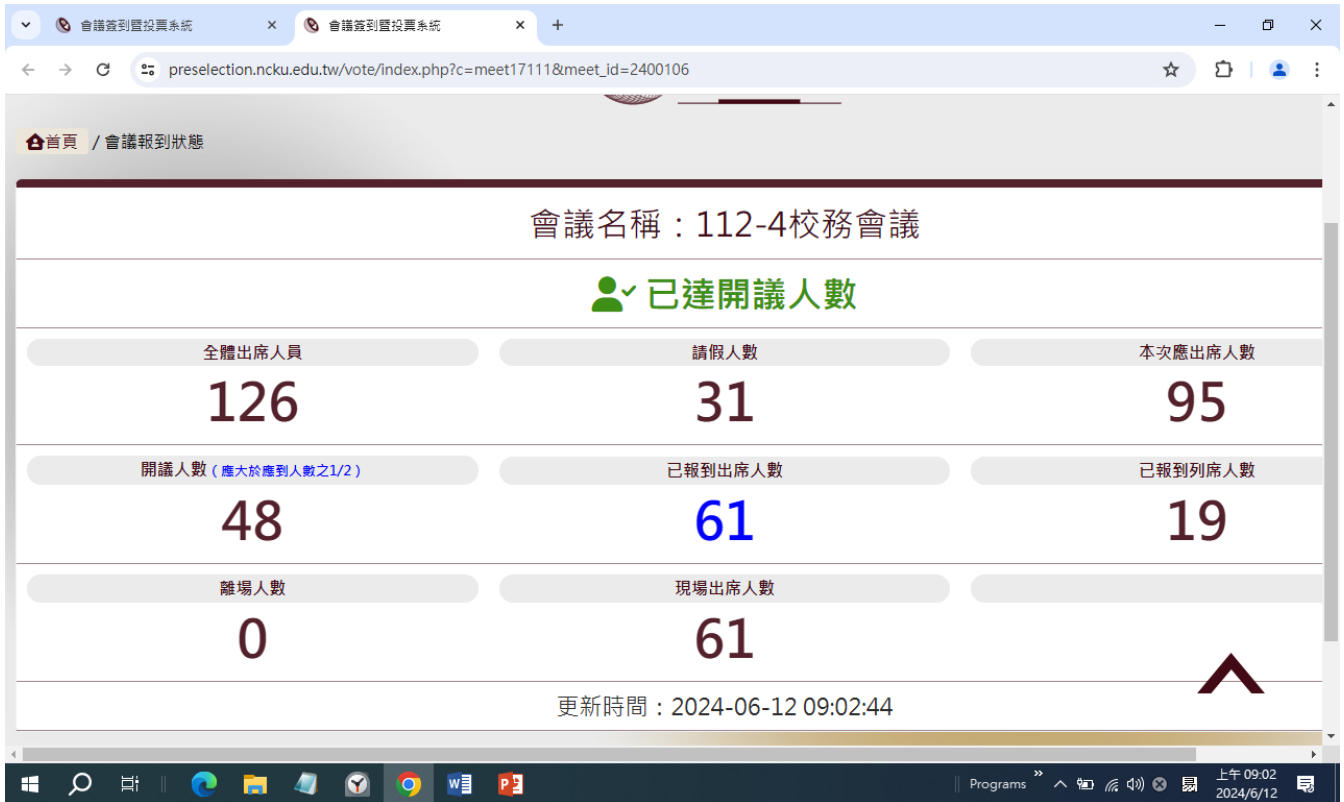 會議簽到暨投票系統
會議簽到暨投票系統
preselection.ncku.edu.tw/vote/index.php?c=meet17111&meet_id=2400106
首頁 / 會議報到狀態
會議名稱：112-4校務會議
已達開議人數
全體出席人員 請假人數 本次應出席人數
126 31 95
開議人數 ( 應大於應到人數之1/2 ) 已報到出席人數 已報到列席人數
48 61 19
離場人數 現場出席人數
0 61
更新時間：2024-06-12 09:02:44
Programs
上午 09:02
2024/6/12